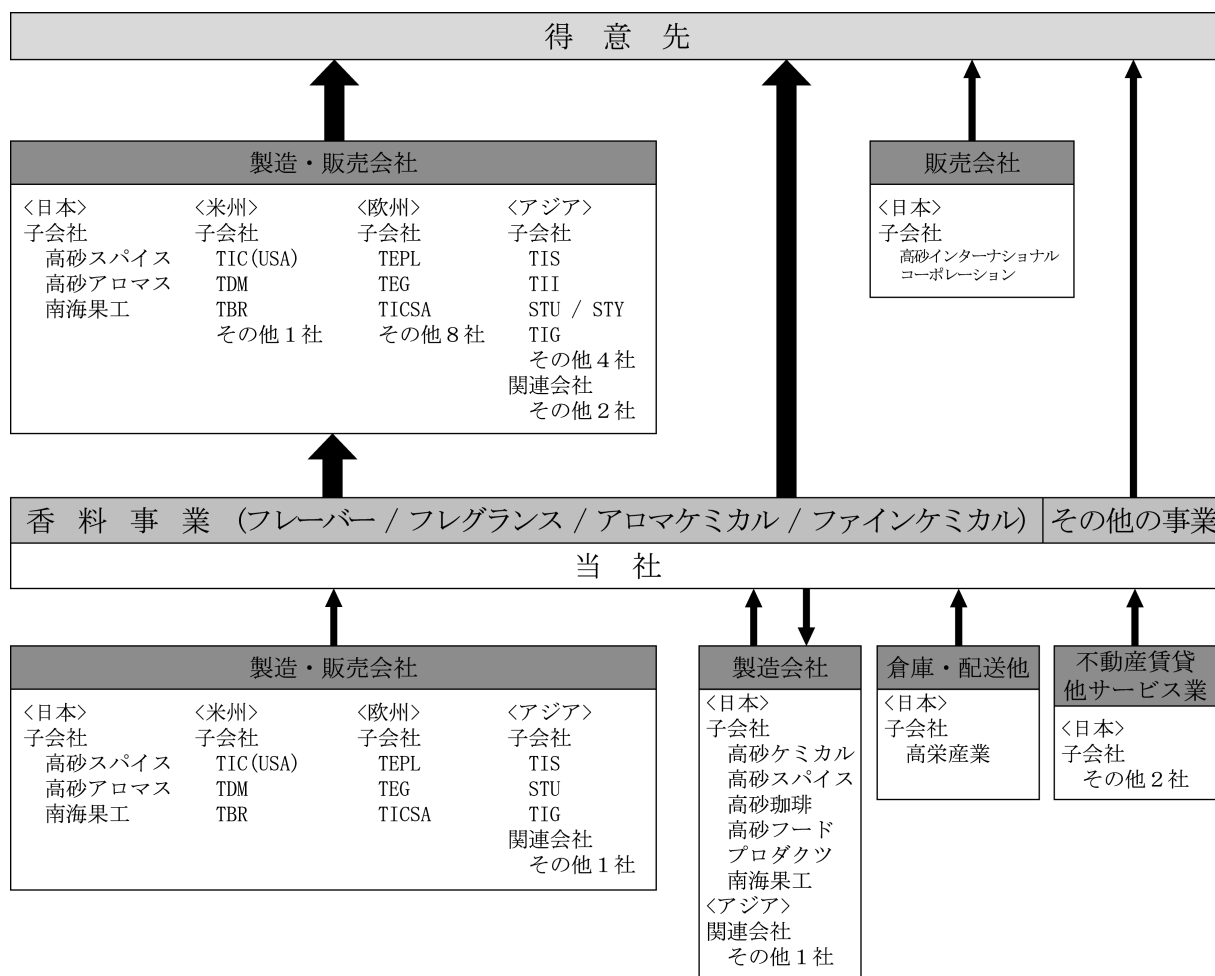 得意先
製造・販売会社
<日本>
子会社
高砂スパイス
高砂アロマス
南海果工
<米州>
子会社
TIC(USA)
TDM
TBR
その他１社
<欧州>
子会社
TEPL
TEG
TICSA
その他８社
<アジア>
子会社
TIS
TII
STU / STY
TIG
その他４社
関連会社
その他２社
販売会社
<日本>
子会社
高砂インターナショナル
コーポレーション
香料事業 (フレーバー / フレグランス / アロマケミカル / ファインケミカル)
その他の事業
当社
製造・販売会社
<日本>
子会社
高砂スパイス
高砂アロマス
南海果工
<米州>
子会社
TIC(USA)
TDM
TBR
<欧州>
子会社
TEPL
TEG
TICSA
<アジア>
子会社
TIS
STU
TIG
関連会社
その他１社
製造会社
<日本>
子会社
高砂ケミカル
高砂スパイス
高砂珈琲
高砂フード
プロダクツ
南海果工
<アジア>
関連会社
その他１社
倉庫・配送他
<日本>
子会社
高栄産業
不動産賃貸
他サービス業
<日本>
子会社
その他２社